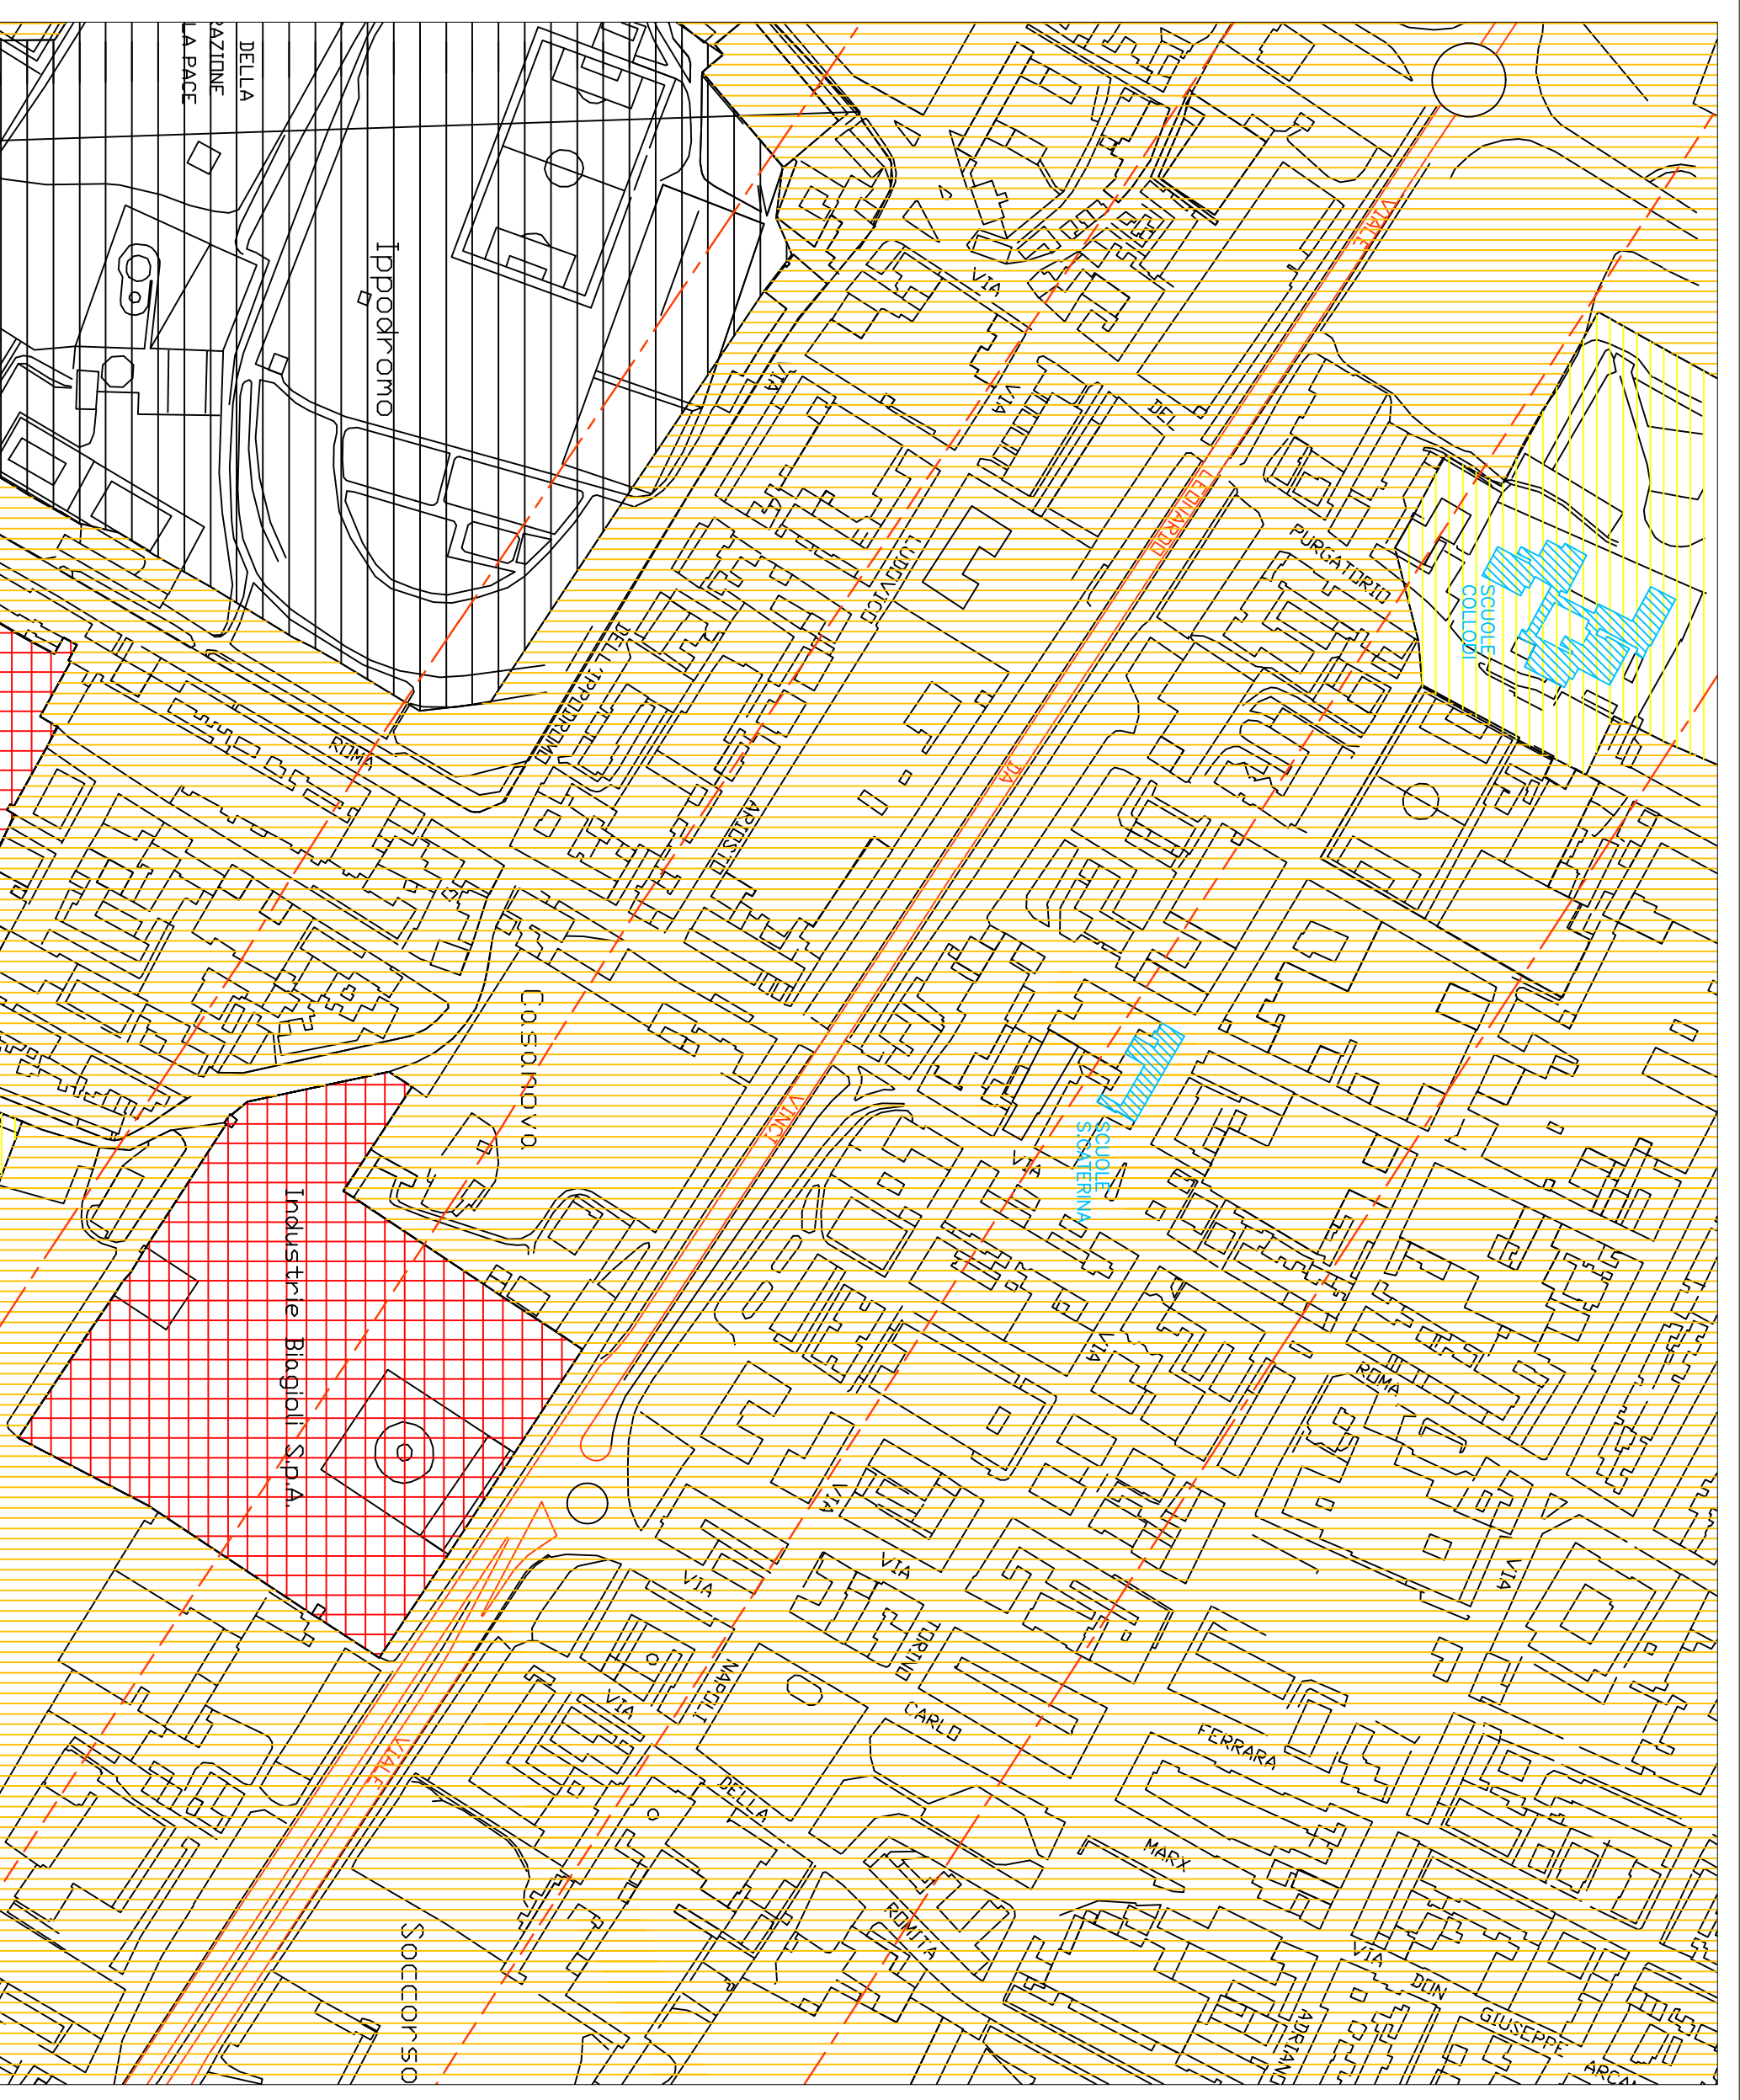 DELLA
AZIONE
LA PACE
Ippodromo
VIALE
VIA
VIA
VIA
DEL
LEONARDO
PURGATORIO
SCUOLE
COLLODI
LUDOVICO
DELL'IPPODROMO
ROMA
DA
ARIOSTO
Casanova
VINCI
SCUOLE
S.CATERINA
VIA
Industrie Biagioli S.p.A.
VIA
ROMA
VIA
VIA
VIA
VIA
TORINO
NAPOLI
VIA
CARLO
FERRARA
VIALE
DELLA
MARX
ROMITA
Soccorso
VIA
DON
GIUSEPPE
ADRIANO